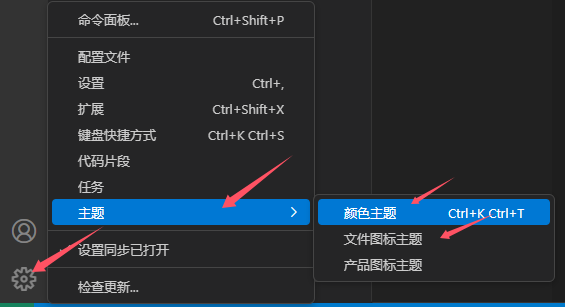 命令面板... Ctrl+Shift+P
配置文件
设置 Ctrl+,
扩展 Ctrl+Shift+X
键盘快捷方式 Ctrl+K Ctrl+S
代码片段
任务
主题
颜色主题 Ctrl+K Ctrl+T
文件图标主题
产品图标主题
设置同步已打开
检查更新...